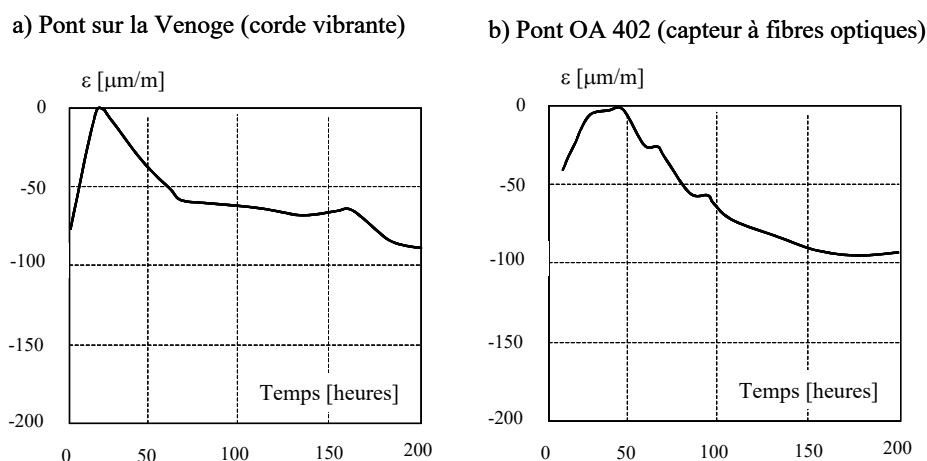 a) Pont sur la Venoge (corde vibrante)
ε [μm/m]
0
-50
-100
-150
-200
Temps [heures]
0 50 100 150 200
b) Pont OA 402 (capteur à fibres optiques)
ε [μm/m]
0
-50
-100
-150
-200
Temps [heures]
0 50 100 150 200